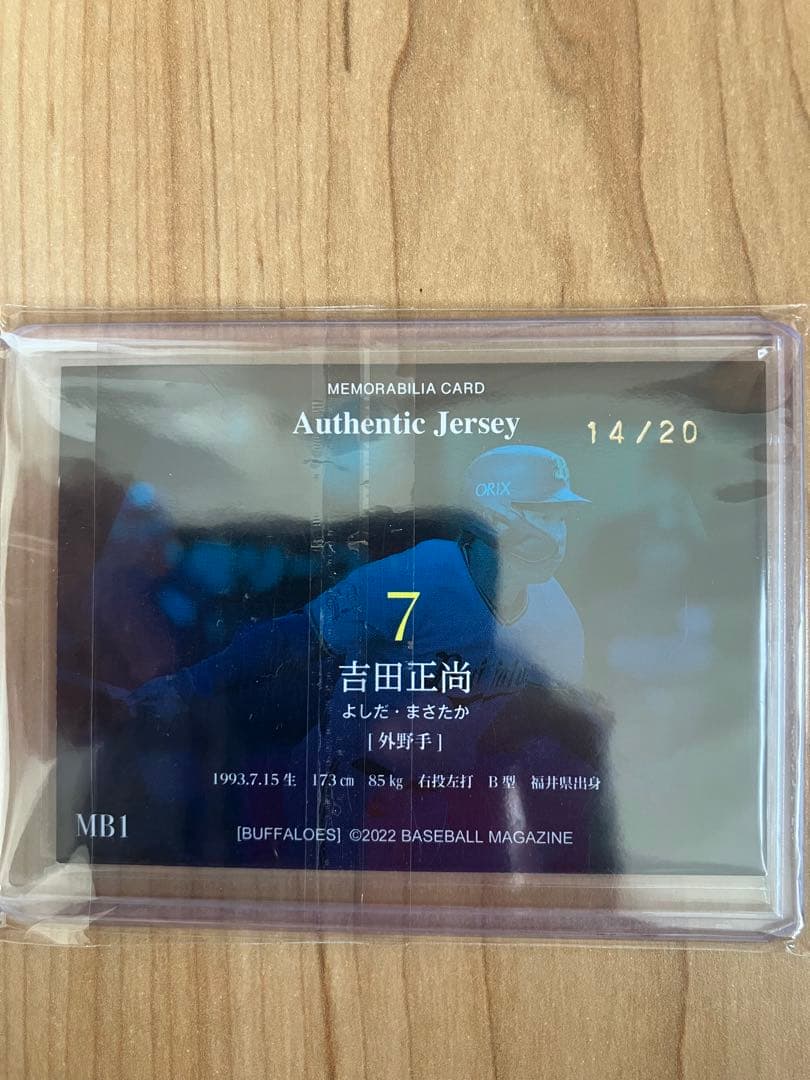 MEMORABILIA CARD
Authentic Jersey
14/20
ORIX
7
吉田正尚
よしだ・まさたか
[外野手]
1993.7.15生 173㎝ 85㎏ 右投左打 B型 福井県出身
MB1
[BUFFALOES] ©2022 BASEBALL MAGAZINE